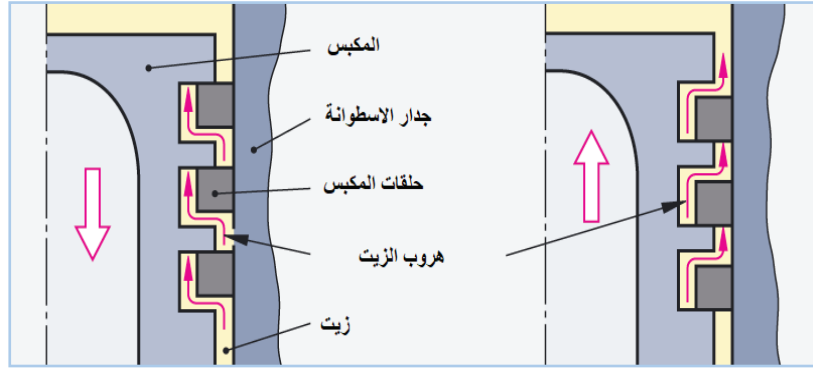 المكبس
جدار الاسطوانة
حلقات المكبس
هروب الزيت
زيت